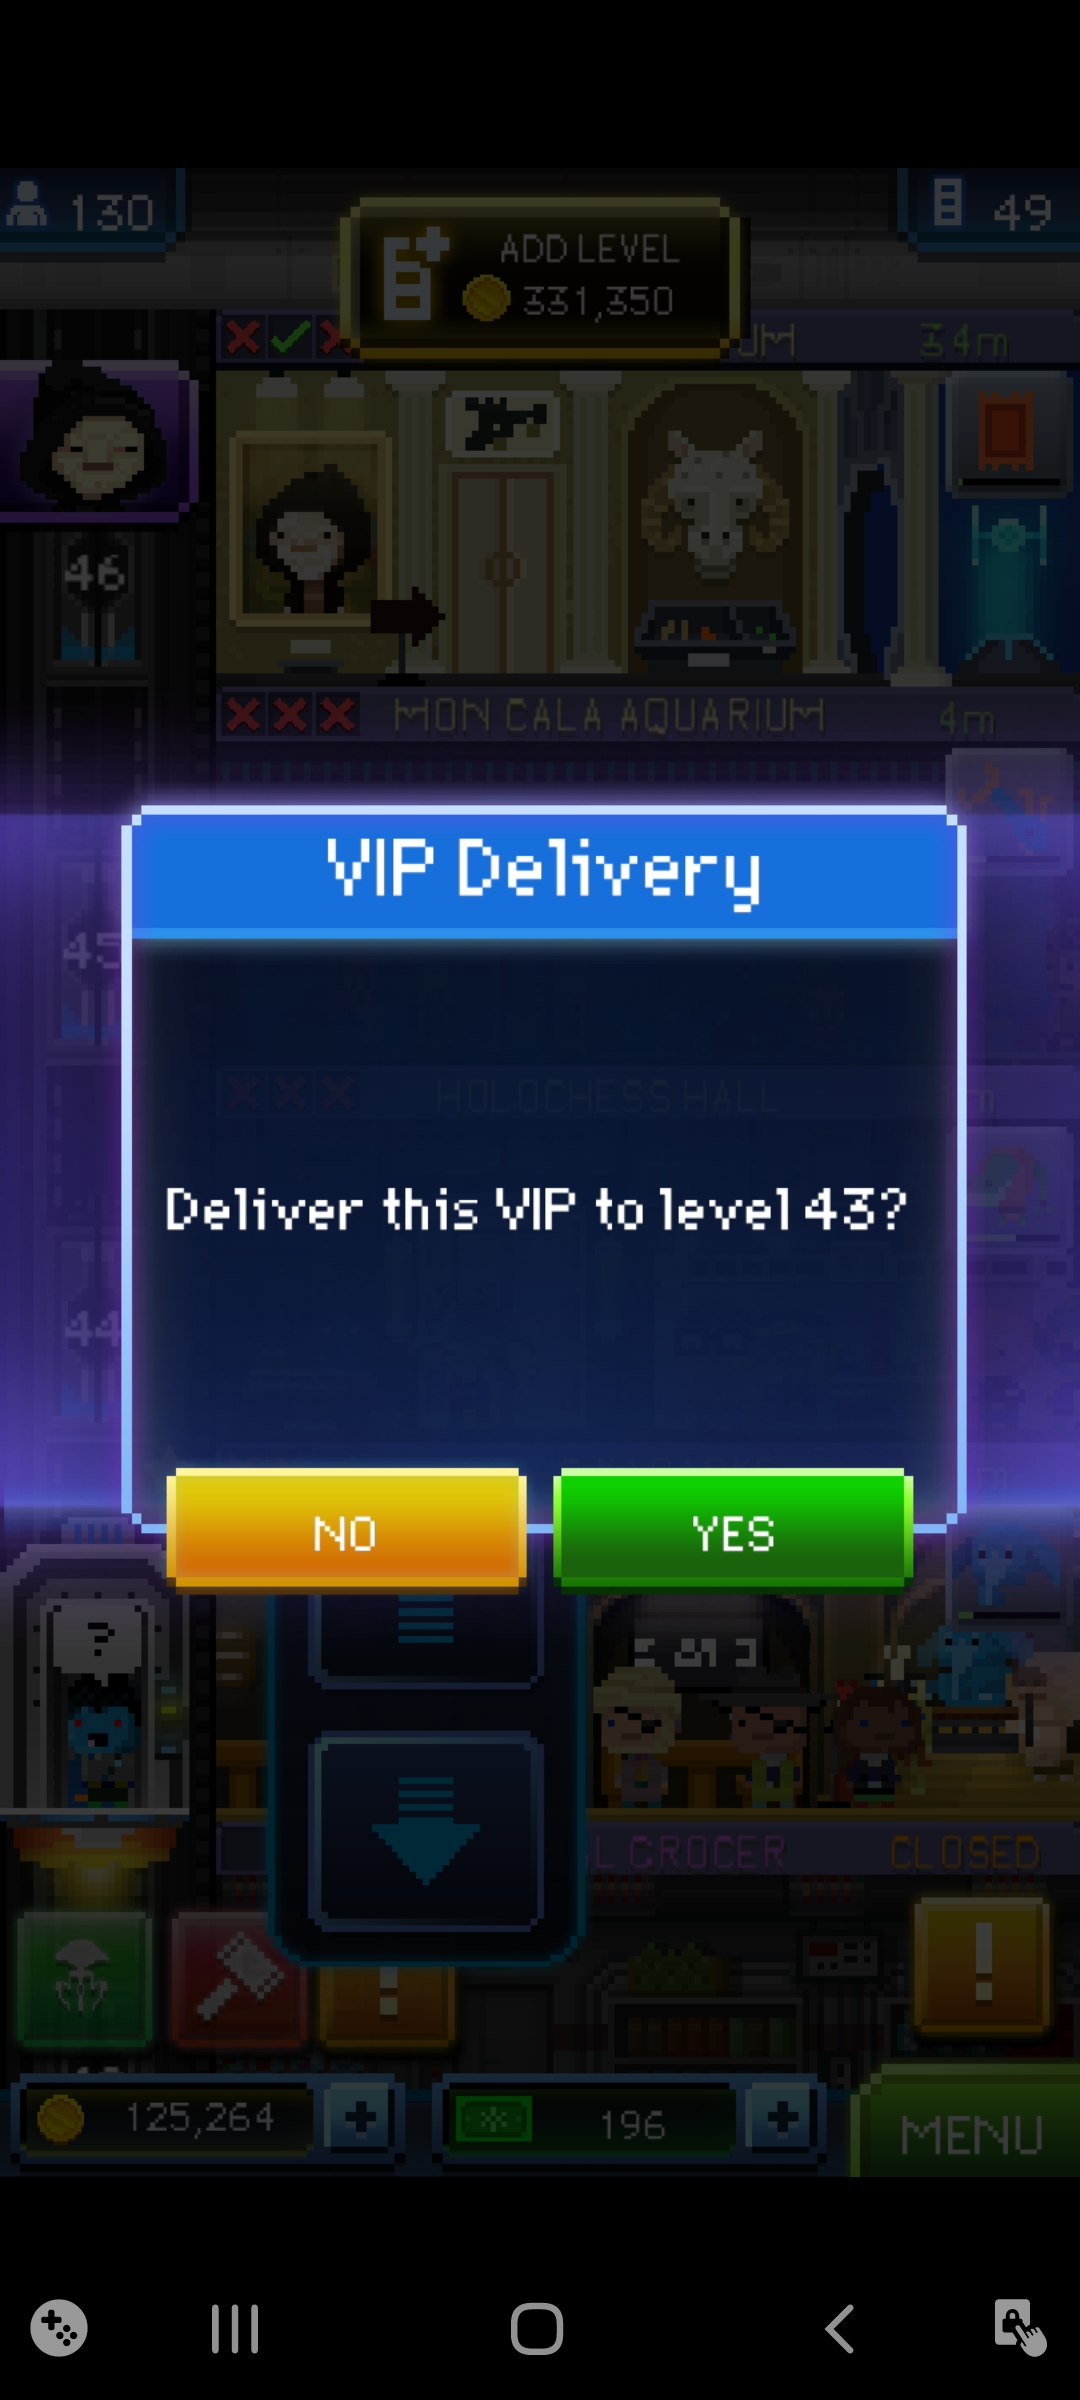 130
49
ADD LEVEL
331,350
UM 34m
46
MON CALA AQUARIUM 4m
VIP Delivery
45
HOLOCHESS HALL m
Deliver this VIP to level 43?
44
NO
YES
?
L GROCER CLOSED
!
!
125,264
+
196
+
MENU